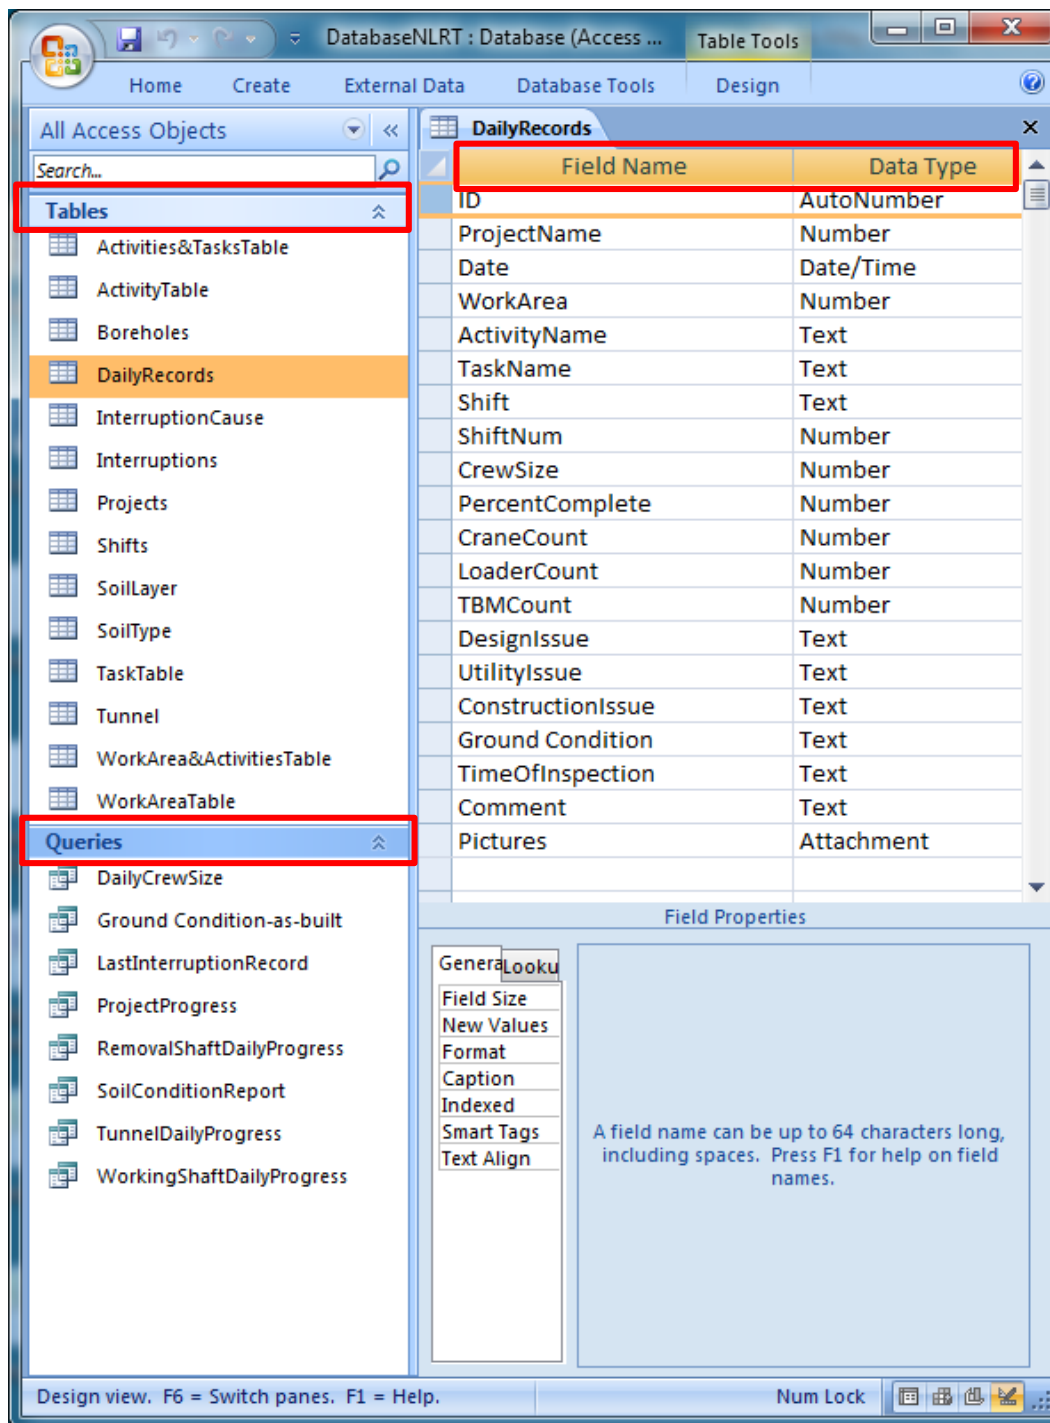 DatabaseNLRT : Database (Access ...
Table Tools
Home Create External Data Database Tools Design
All Access Objects
DailyRecords
Search...
Field Name Data Type
Tables
Activities&TasksTable
ActivityTable
Boreholes
DailyRecords
InterruptionCause
Interruptions
Projects
Shifts
SoilLayer
SoilType
TaskTable
Tunnel
WorkArea&ActivitiesTable
WorkAreaTable
Queries
DailyCrewSize
Ground Condition-as-built
LastInterruptionRecord
ProjectProgress
RemovalShaftDailyProgress
SoilConditionReport
TunnelDailyProgress
WorkingShaftDailyProgress
ID AutoNumber
ProjectName Number
Date Date/Time
WorkArea Number
ActivityName Text
TaskName Text
Shift Text
ShiftNum Number
CrewSize Number
PercentComplete Number
CraneCount Number
LoaderCount Number
TBMCount Number
DesignIssue Text
UtilityIssue Text
ConstructionIssue Text
Ground Condition Text
TimeOfInspection Text
Comment Text
Pictures Attachment
Field Properties
Genera Looku
Field Size
New Values
Format
Caption
Indexed
Smart Tags
Text Align
A field name can be up to 64 characters long,
including spaces. Press F1 for help on field
names.
Design view. F6 = Switch panes. F1 = Help.
Num Lock